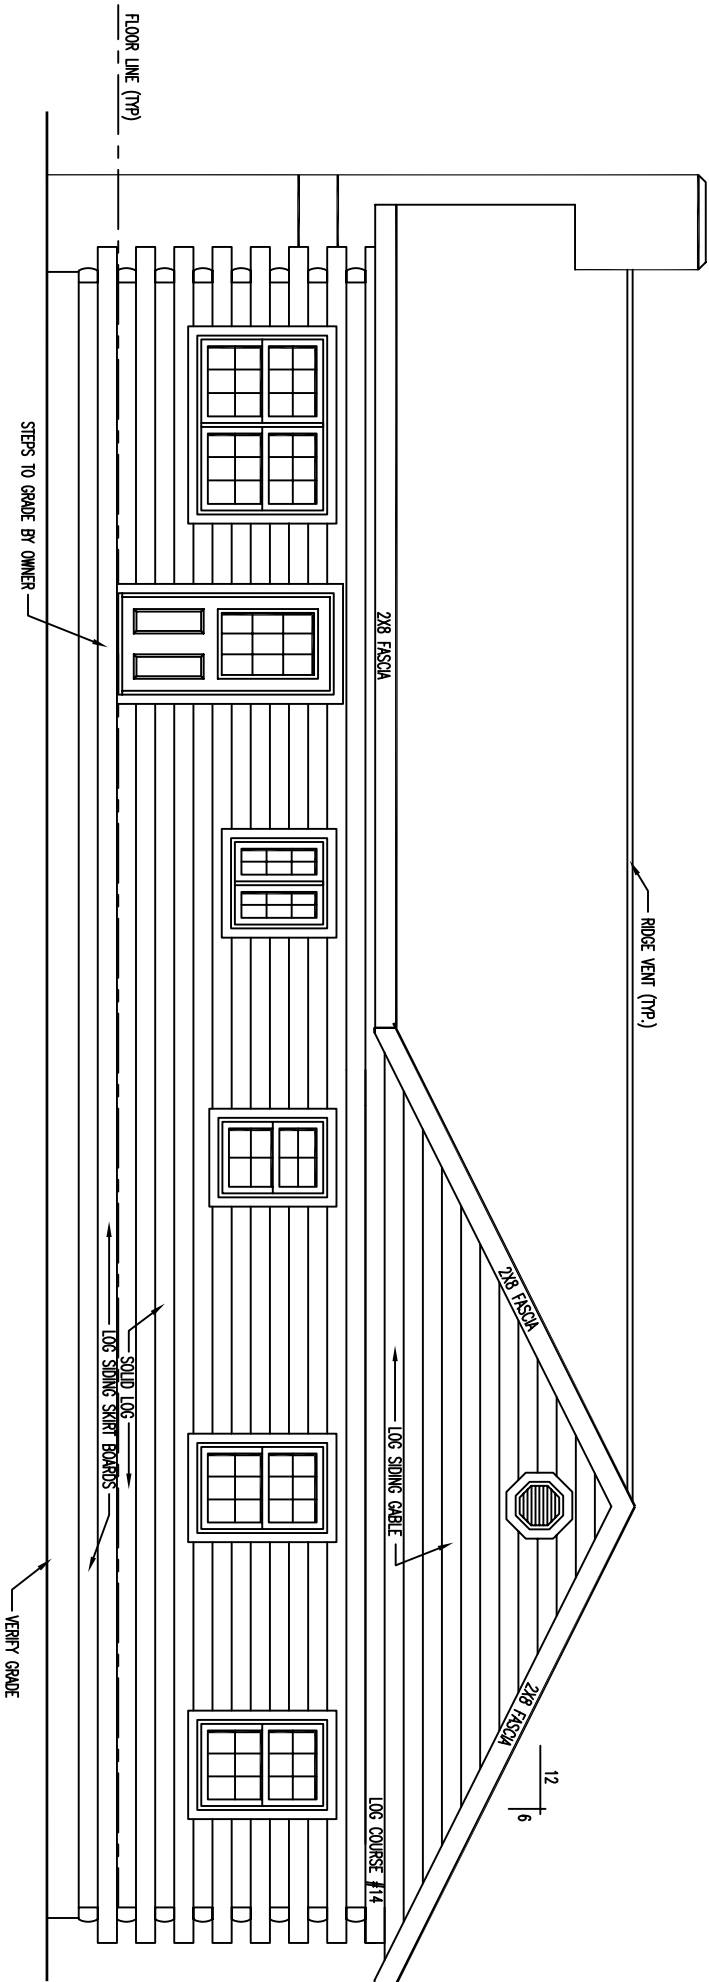 RIDGE VENT (TYP.)
2X8 FASCIA
2X8 FASCIA
12
6
2X8 FASCIA
LOG SIDING GABLE
LOG COURSE #14
SOLID LOG
LOG SIDING SKIRT BOARDS
FLOOR LINE (TYP)
STEPS TO GRADE BY OWNER
VERIFY GRADE